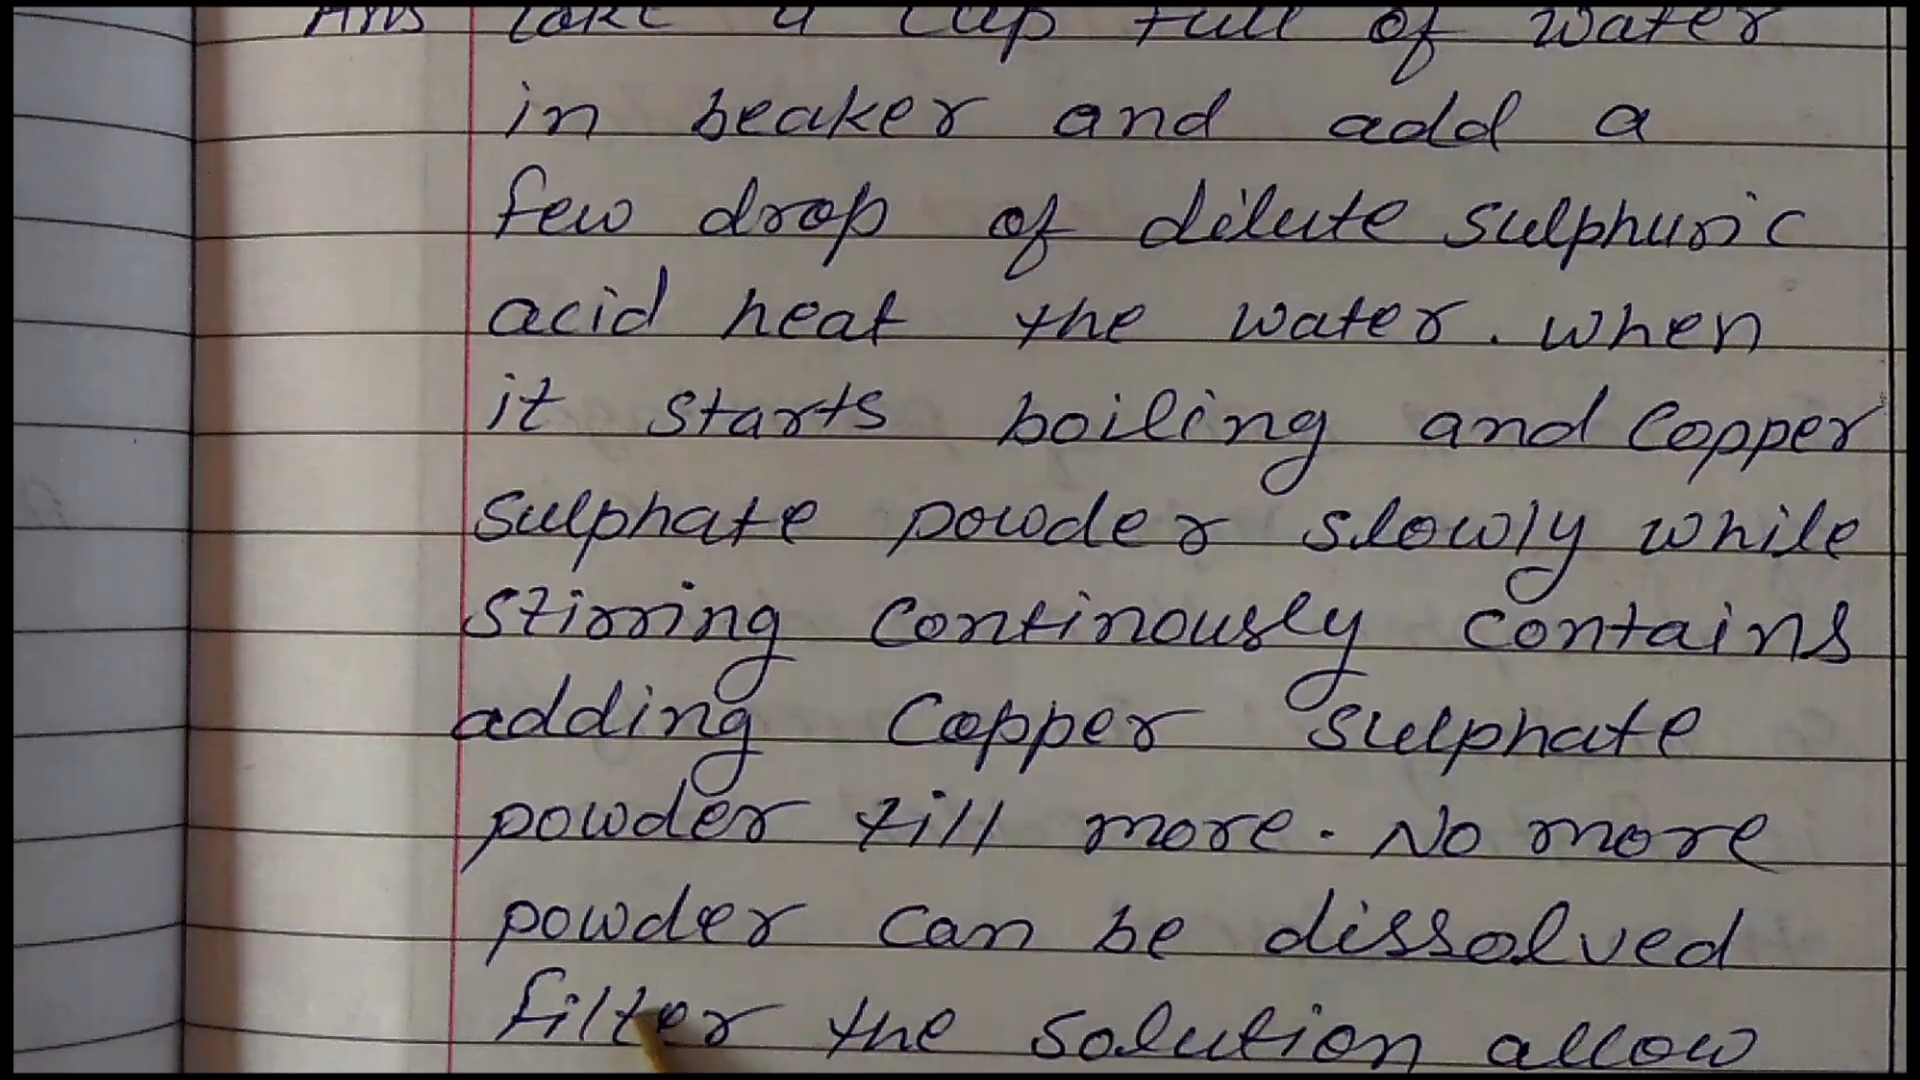 Ans Take a cup full of water
in beaker and add a
few drop of dilute sulphuric
acid heat the water. when
it starts boiling and Copper
sulphate powder slowly while
stirring continously contains
adding Copper sulphate
powder till more. No more
powder can be dissolved
filter the solution allow